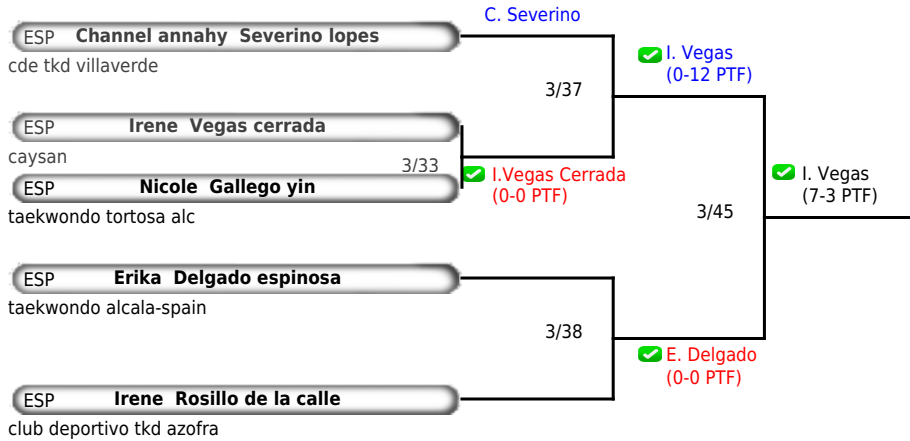 C. Severino
ESP Channel annahy Severino lopes
cde tkd villaverde
I. Vegas
(0-12 PTF)
3/37
ESP Irene Vegas cerrada
caysan
3/33
I.Vegas Cerrada
(0-0 PTF)
ESP Nicole Gallego yin
taekwondo tortosa alc
I. Vegas
(7-3 PTF)
3/45
ESP Erika Delgado espinosa
taekwondo alcala-spain
3/38
E. Delgado
(0-0 PTF)
ESP Irene Rosillo de la calle
club deportivo tkd azofra